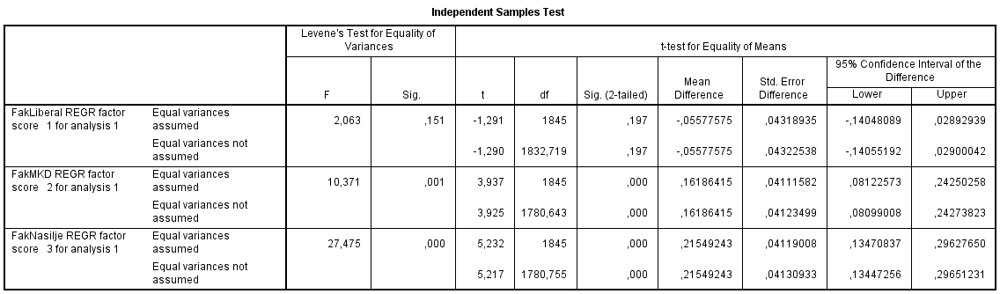 Independent Samples Test
Levene's Test for Equality of Variances
t-test for Equality of Means
95% Confidence Interval of the Difference
F Sig. t df Sig. (2-tailed) Mean Difference Std. Error Difference Lower Upper
FakLiberal REGR factor score 1 for analysis 1
Equal variances assumed 2,063 ,151 -1,291 1845 ,197 -,05577575 ,04318935 -,14048089 ,02892939
Equal variances not assumed -1,290 1832,719 ,197 -,05577575 ,04322538 -,14055192 ,02900042
FakMKD REGR factor score 2 for analysis 1
Equal variances assumed 10,371 ,001 3,937 1845 ,000 ,16186415 ,04111582 ,08122573 ,24250258
Equal variances not assumed 3,925 1780,643 ,000 ,16186415 ,04123499 ,08099008 ,24273823
FakNasilje REGR factor score 3 for analysis 1
Equal variances assumed 27,475 ,000 5,232 1845 ,000 ,21549243 ,04119008 ,13470837 ,29627650
Equal variances not assumed 5,217 1780,755 ,000 ,21549243 ,04130933 ,13447256 ,29651231